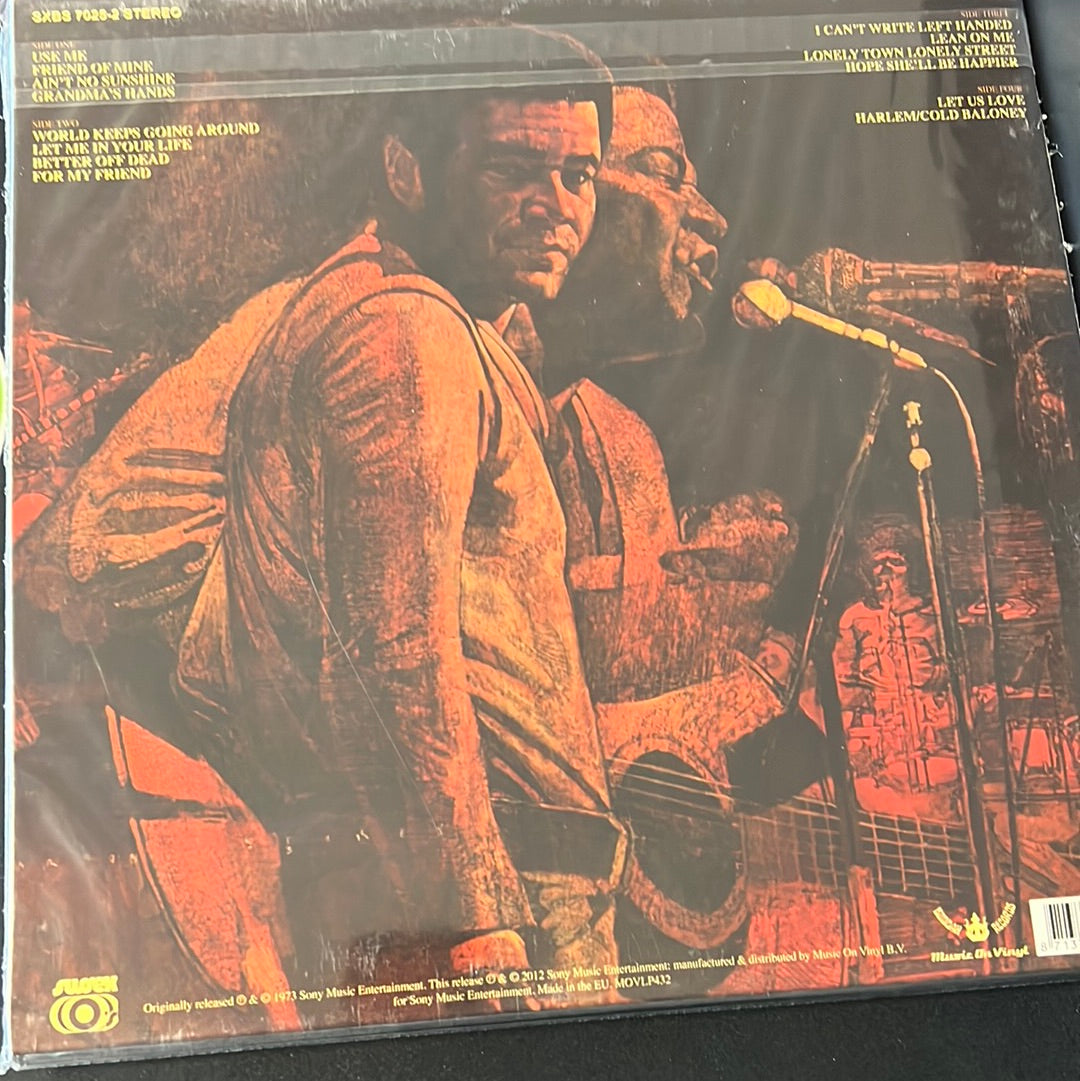 SXBS 7025-2 STEREO
SIDE ONE
USE ME
FRIEND OF MINE
AIN'T NO SUNSHINE
GRANDMA'S HANDS
SIDE TWO
WORLD KEEPS GOING AROUND
LET ME IN YOUR LIFE
BETTER OFF DEAD
FOR MY FRIEND
SIDE THREE
I CAN'T WRITE LEFT HANDED
LEAN ON ME
LONELY TOWN LONELY STREET
HOPE SHE'LL BE HAPPIER
SIDE FOUR
LET US LOVE
HARLEM/COLD BALONEY
SUSSEX
Originally released ℗ & © 1973 Sony Music Entertainment. This release ℗ & © 2012 Sony Music Entertainment: manufactured & distributed by Music On Vinyl B.V.
for Sony Music Entertainment. Made in the EU. MOVLP432
RECORDS
Music On Vinyl
8 713